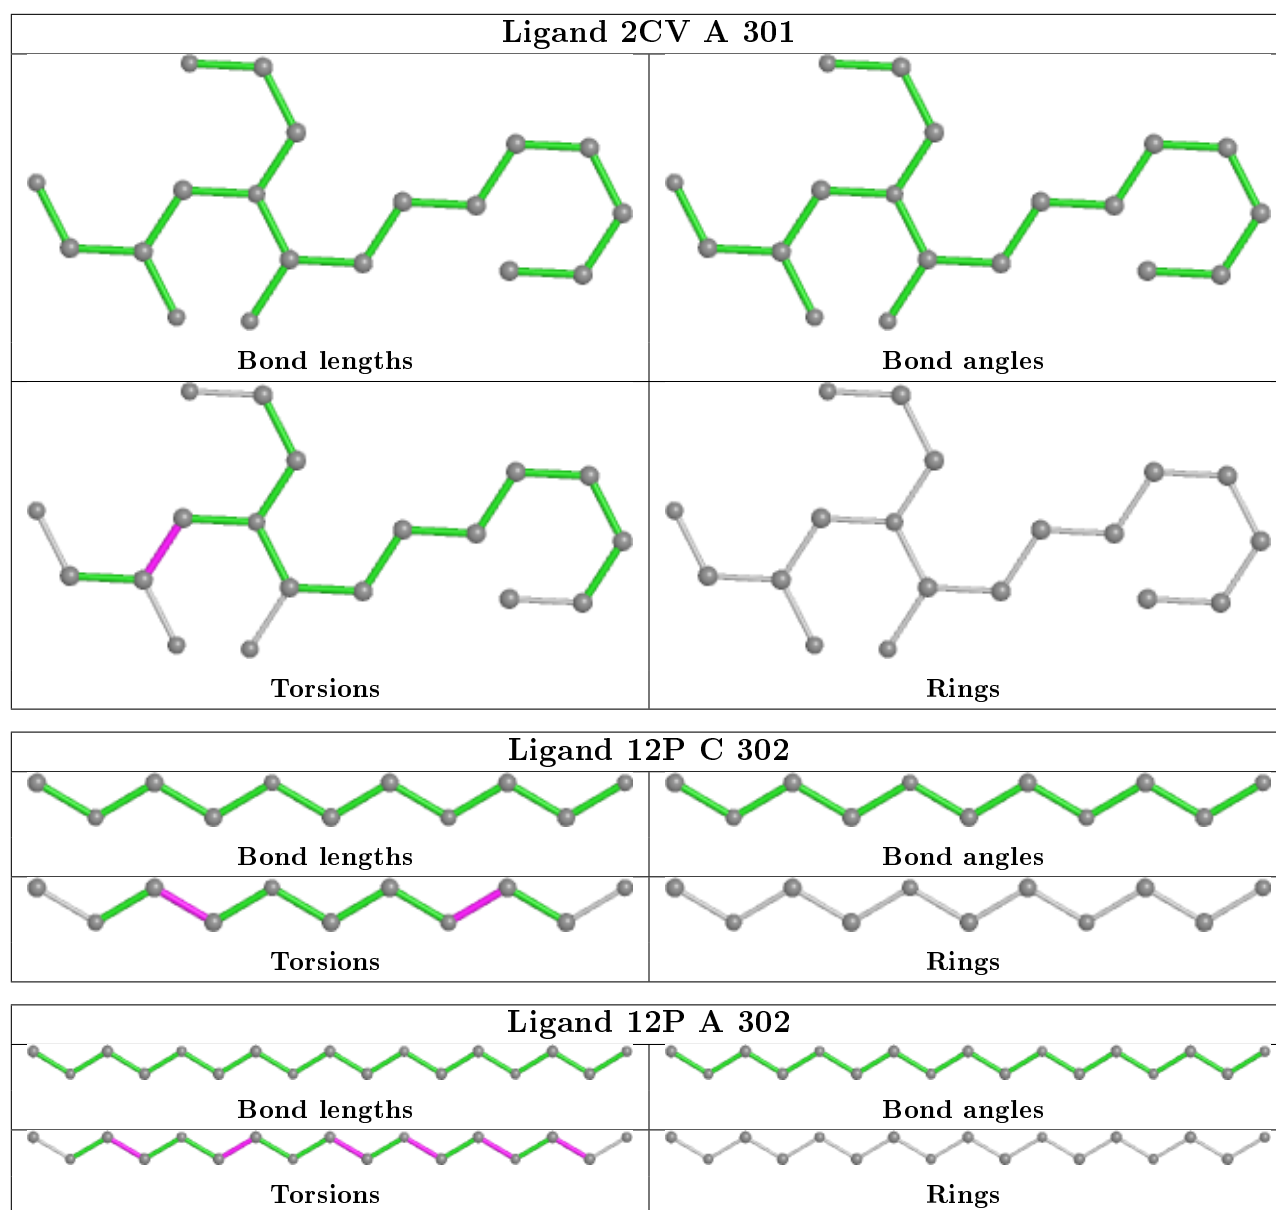 Ligand 2CV A 301
Bond lengths
Bond angles
Torsions
Rings
Ligand 12P C 302
Bond lengths
Bond angles
Torsions
Rings
Ligand 12P A 302
Bond lengths
Bond angles
Torsions
Rings